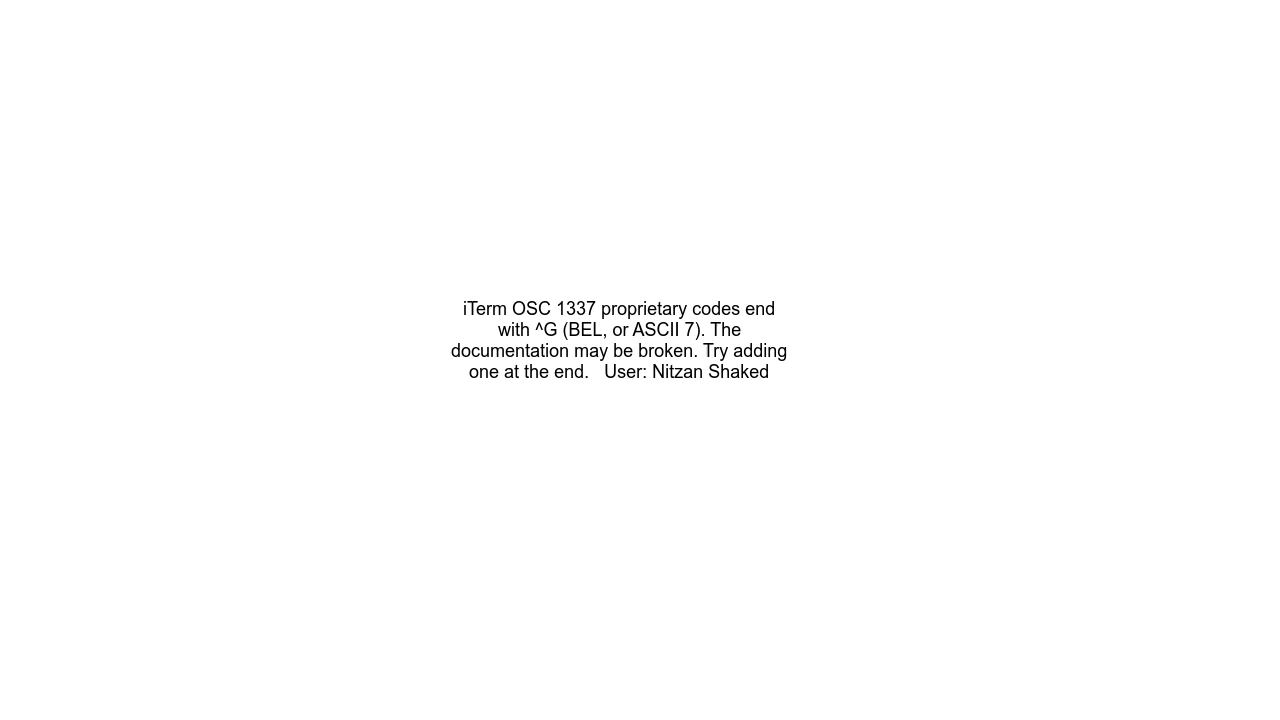 iTerm OSC 1337 proprietary codes end
with ^G (BEL, or ASCII 7). The
documentation may be broken. Try adding
one at the end.   User: Nitzan Shaked